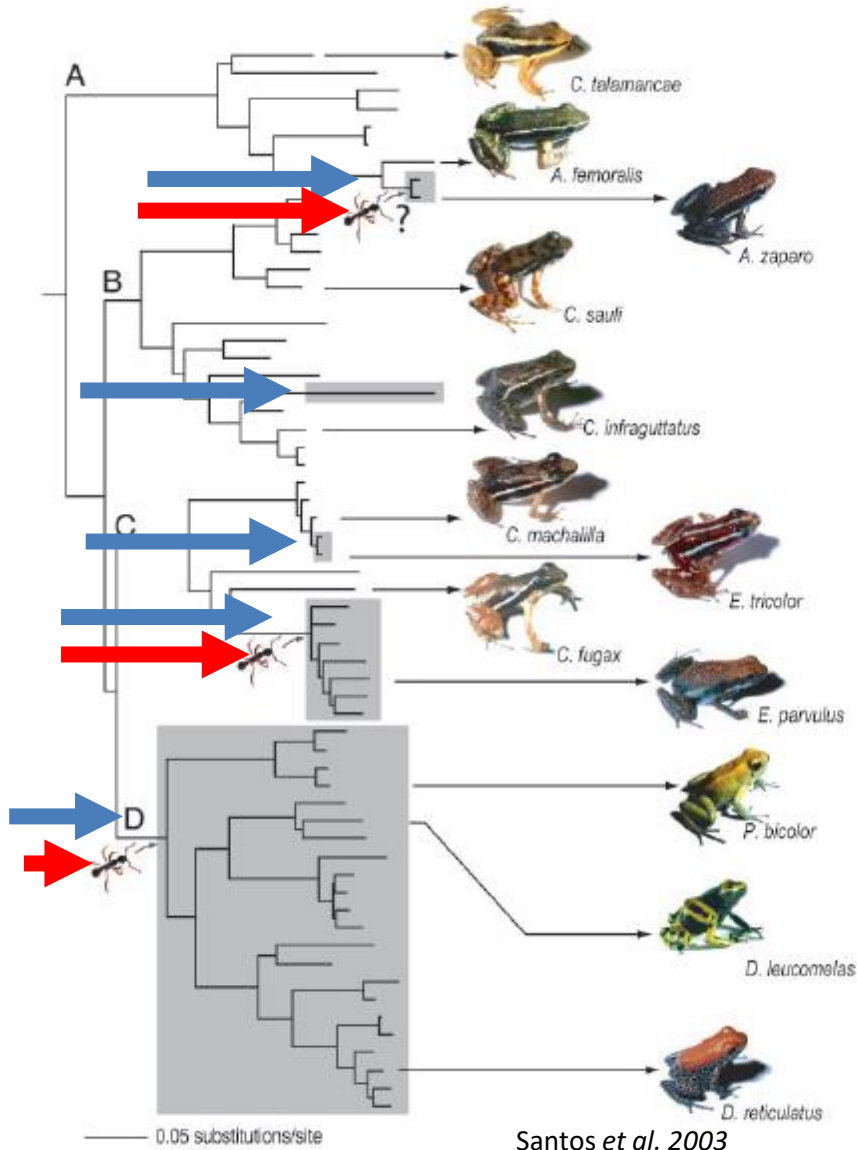 A
C. talamancae
A. femoralis
?
A. zaparo
B
C. sauli
C. infraguttatus
C
C. machalilla
E. tricolor
C. fugax
E. parvulus
D
P. bicolor
D. leucomelas
D. reticulatus
0.05 substitutions/site
Santos et al. 2003